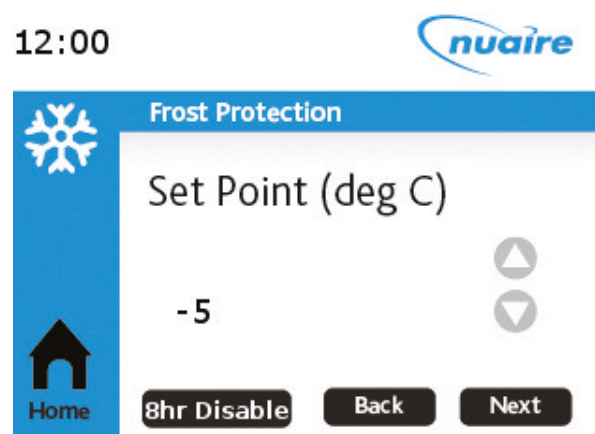 12:00
nuaire
Frost Protection
Set Point (deg C)
-5
Home
8hr Disable
Back
Next